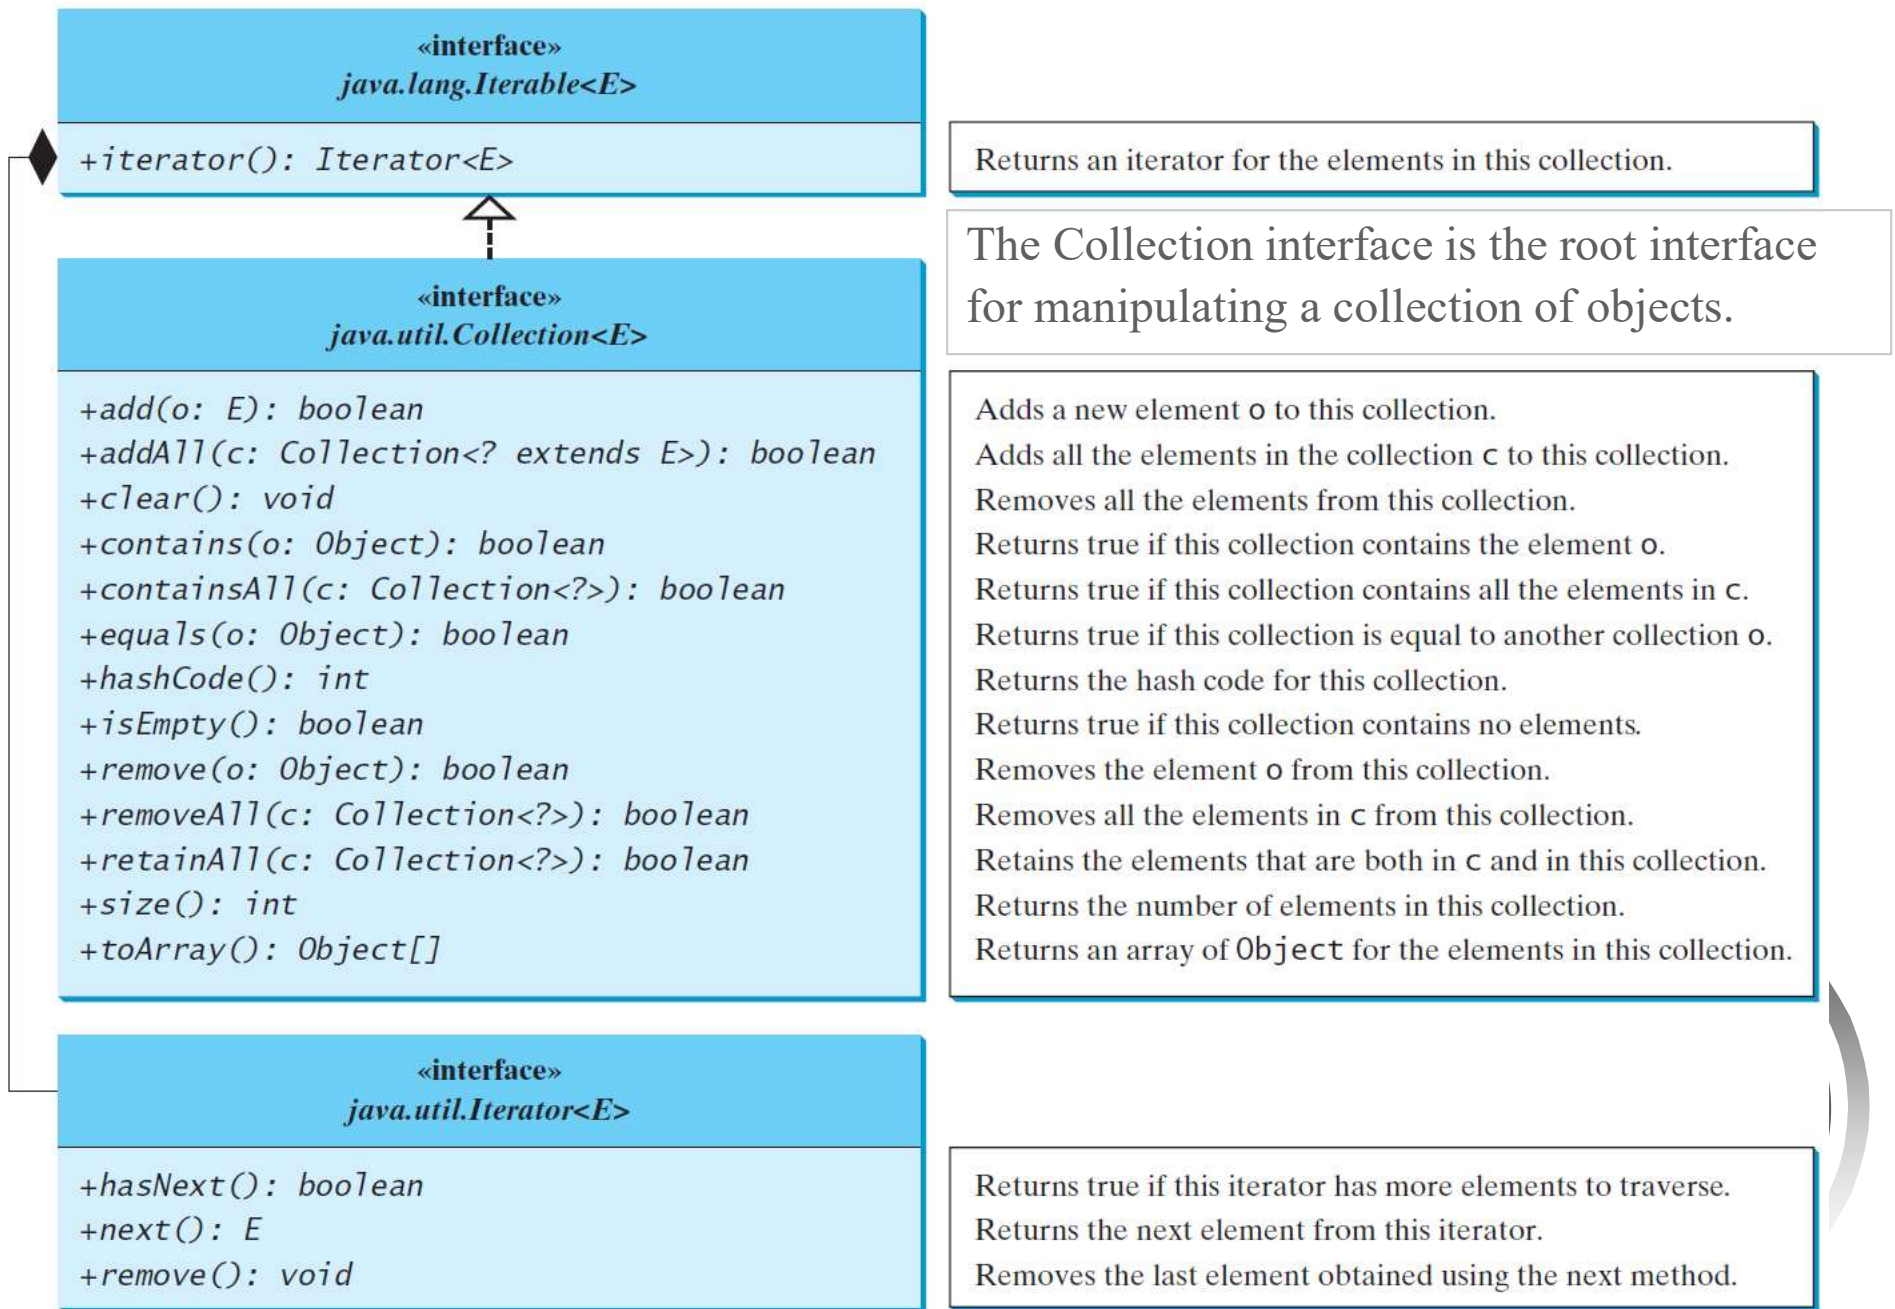 «interface»
java.lang.Iterable<E>
+iterator(): Iterator<E>
Returns an iterator for the elements in this collection.
The Collection interface is the root interface
for manipulating a collection of objects.
«interface»
java.util.Collection<E>
+add(o: E): boolean
Adds a new element o to this collection.
+addAll(c: Collection<? extends E>): boolean
Adds all the elements in the collection c to this collection.
+clear(): void
Removes all the elements from this collection.
+contains(o: Object): boolean
Returns true if this collection contains the element o.
+containsAll(c: Collection<?>): boolean
Returns true if this collection contains all the elements in c.
+equals(o: Object): boolean
Returns true if this collection is equal to another collection o.
+hashCode(): int
Returns the hash code for this collection.
+isEmpty(): boolean
Returns true if this collection contains no elements.
+remove(o: Object): boolean
Removes the element o from this collection.
+removeAll(c: Collection<?>): boolean
Removes all the elements in c from this collection.
+retainAll(c: Collection<?>): boolean
Retains the elements that are both in c and in this collection.
+size(): int
Returns the number of elements in this collection.
+toArray(): Object[]
Returns an array of Object for the elements in this collection.
«interface»
java.util.Iterator<E>
+hasNext(): boolean
Returns true if this iterator has more elements to traverse.
+next(): E
Returns the next element from this iterator.
+remove(): void
Removes the last element obtained using the next method.